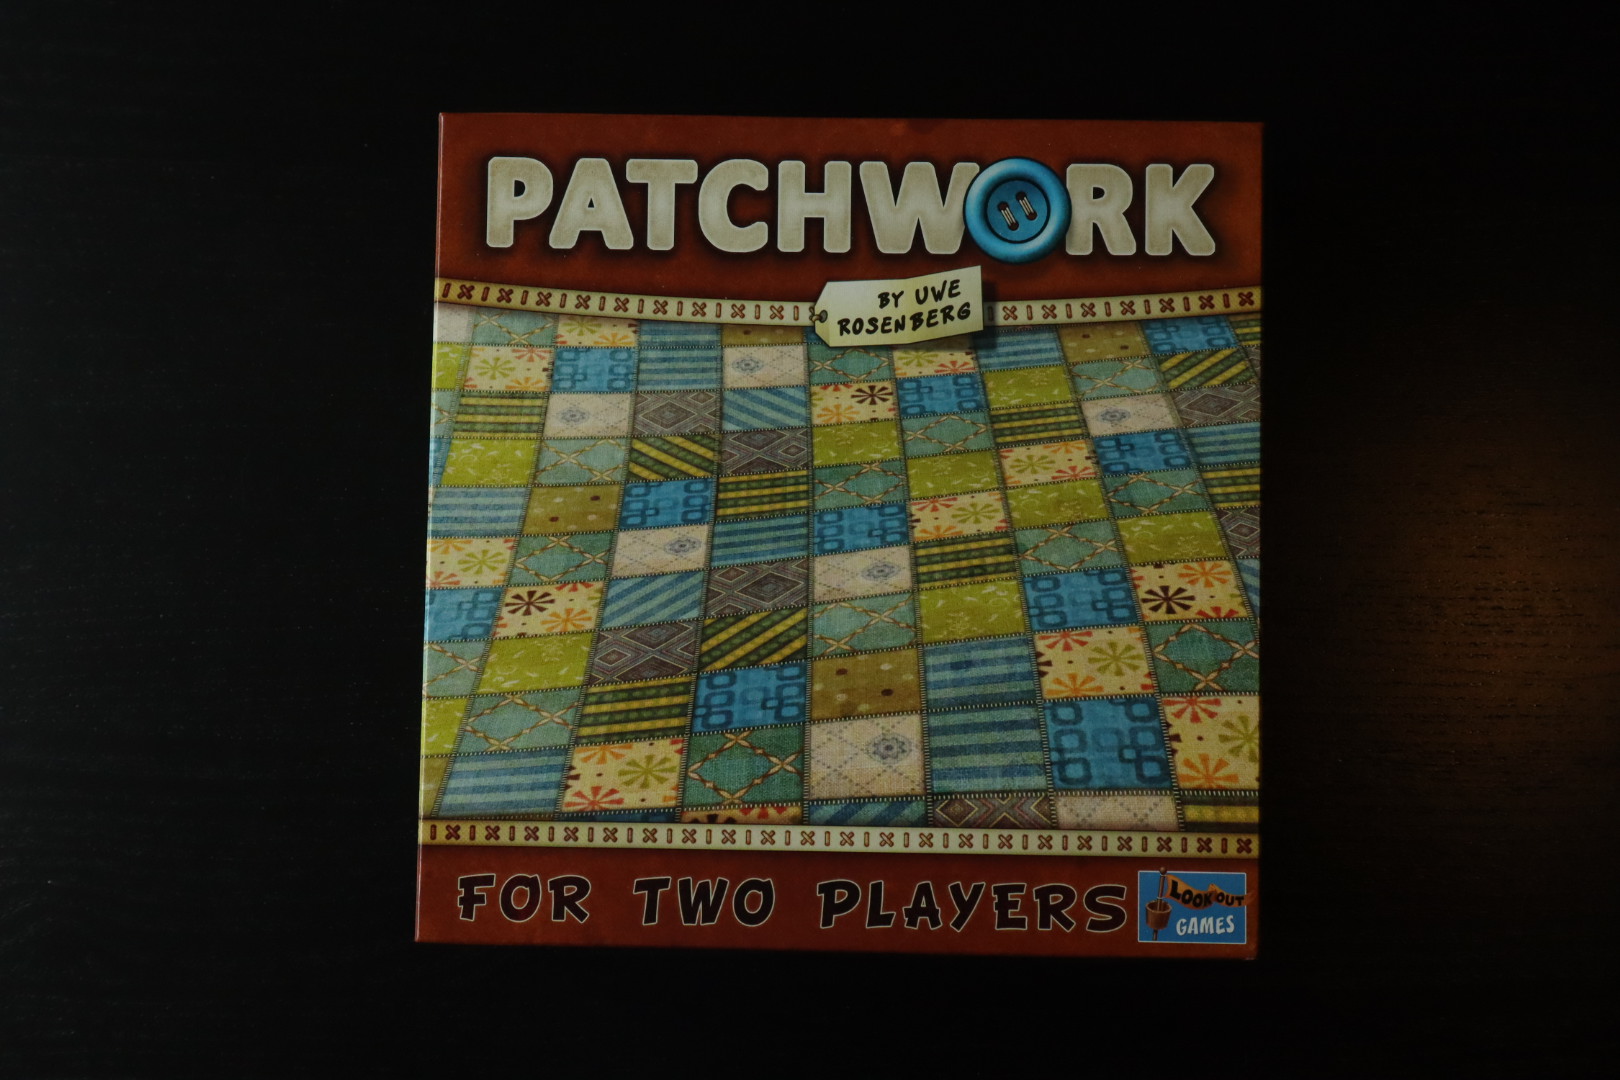 PATCHWORK
BY UWE
ROSENBERG
FOR TWO PLAYERS
LOOKOUT
GAMES